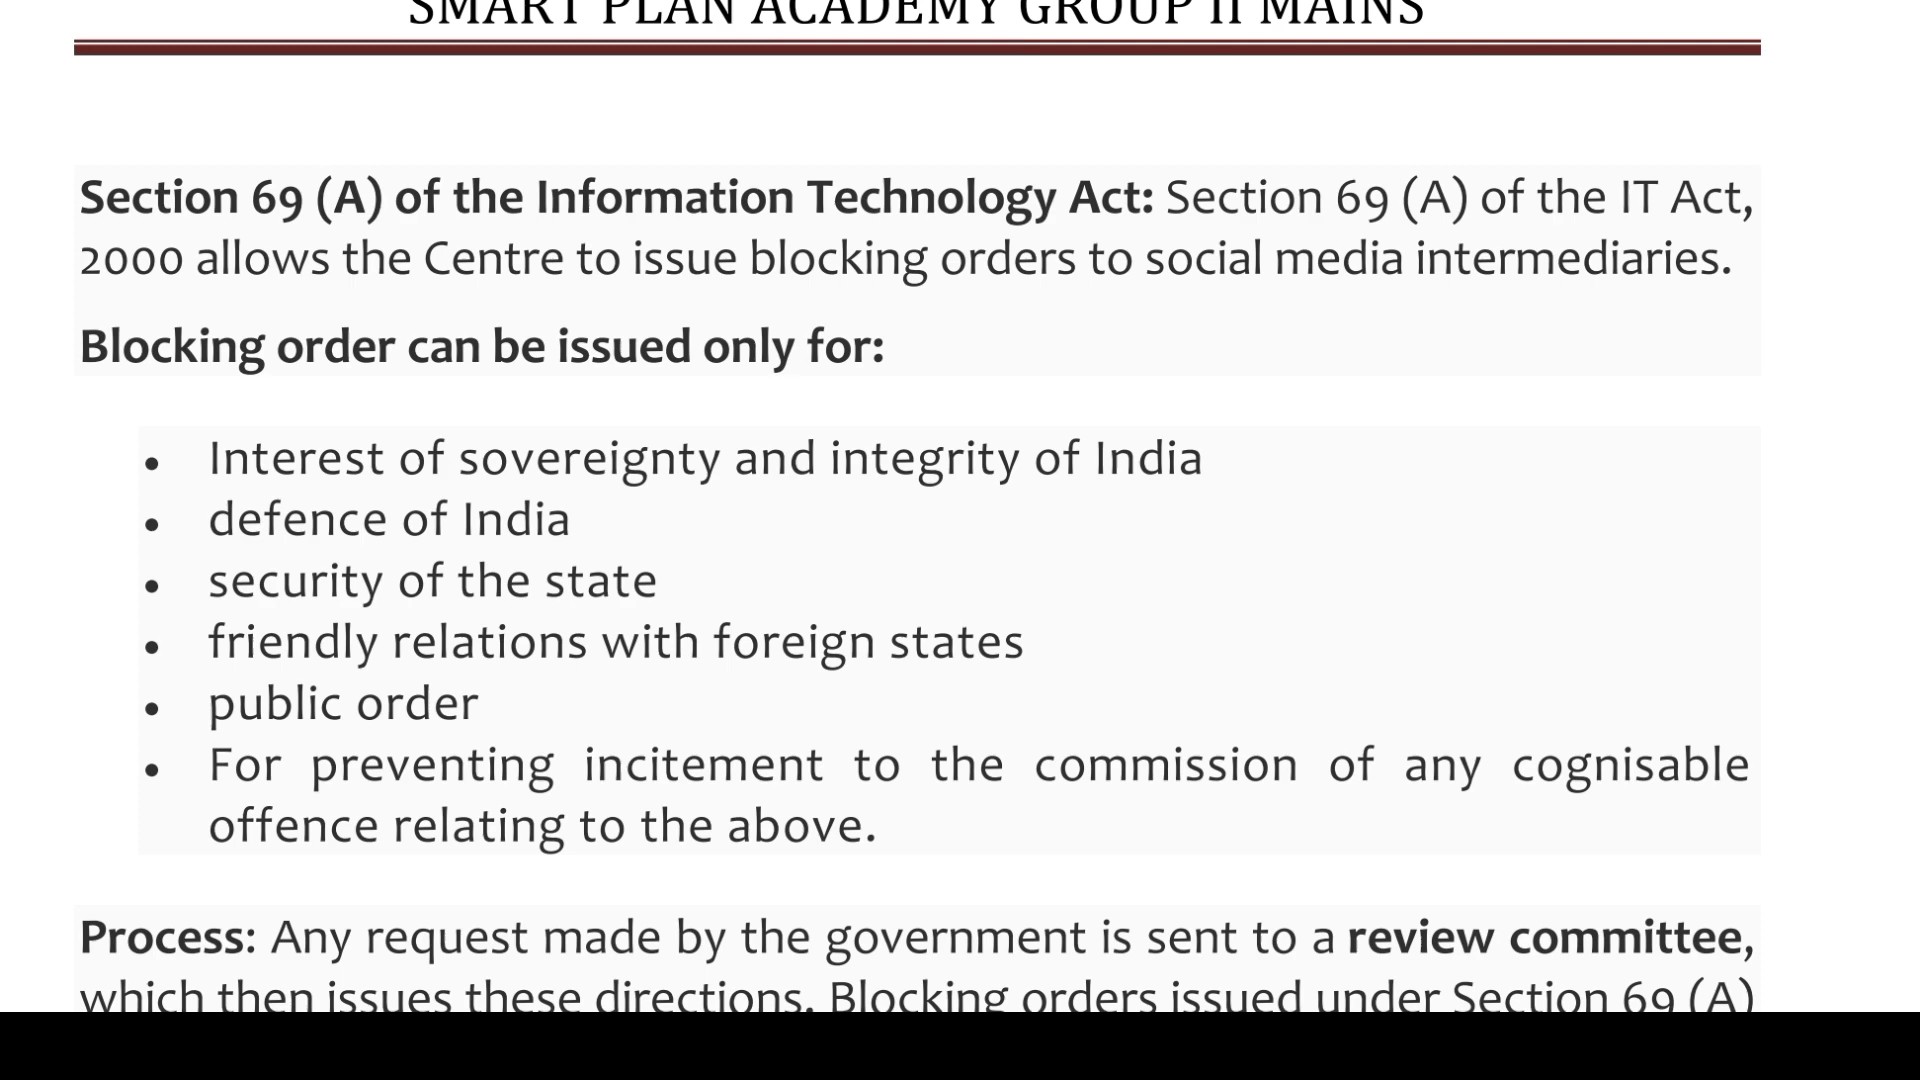 SMART PLAN ACADEMY GROUP II MAINS
Section 69 (A) of the Information Technology Act: Section 69 (A) of the IT Act,
2000 allows the Centre to issue blocking orders to social media intermediaries.
Blocking order can be issued only for:
• Interest of sovereignty and integrity of India
• defence of India
• security of the state
• friendly relations with foreign states
• public order
• For preventing incitement to the commission of any cognisable
offence relating to the above.
Process: Any request made by the government is sent to a review committee,
which then issues these directions. Blocking orders issued under Section 69 (A)